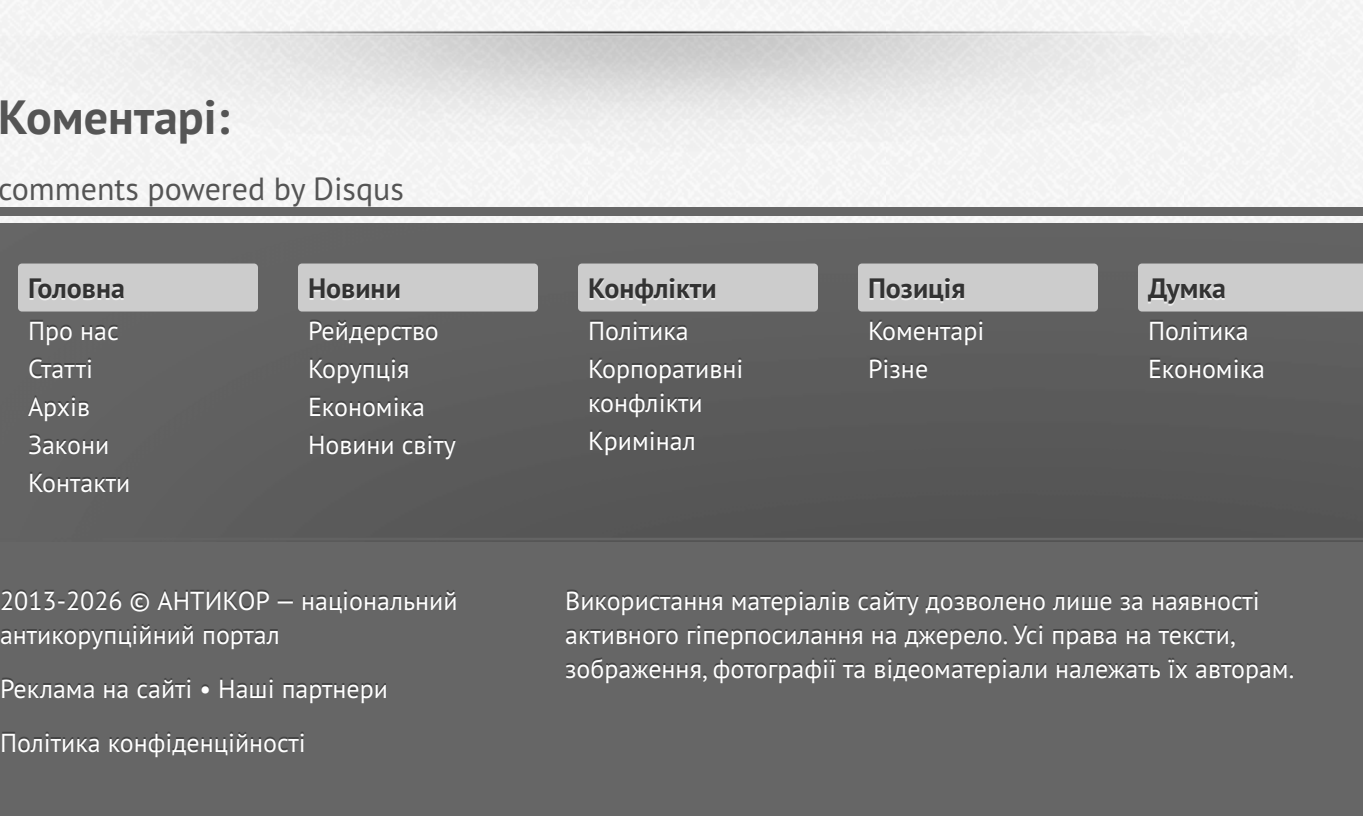 Коментарі:
comments powered by Disqus
Головна
Про нас
Статті
Архів
Закони
Контакти
Новини
Рейдерство
Корупція
Економіка
Новини світу
Конфлікти
Політика
Корпоративні
конфлікти
Кримінал
Позиція
Коментарі
Різне
Думка
Політика
Економіка
2013-2026 © АНТИКОР — національний
антикорупційний портал
Реклама на сайті • Наші партнери
Політика конфіденційності
Використання матеріалів сайту дозволено лише за наявності
активного гіперпосилання на джерело. Усі права на тексти,
зображення, фотографії та відеоматеріали належать їх авторам.